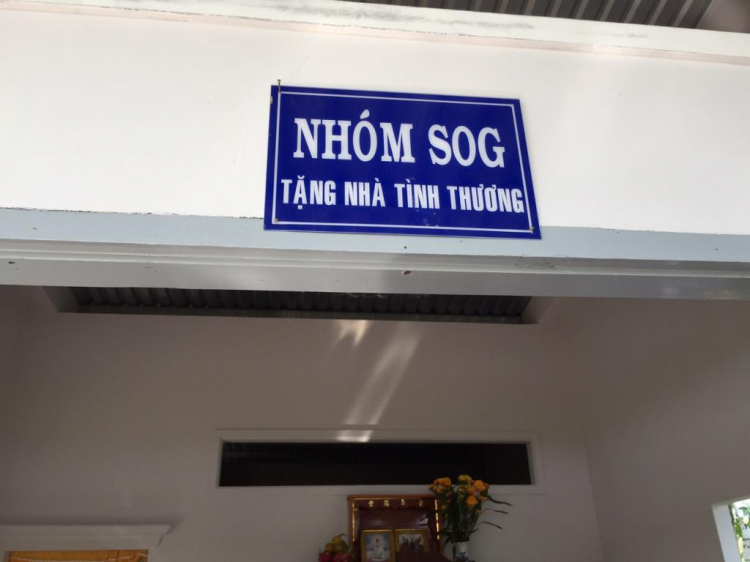 NHÓM SOG
TẶNG NHÀ TÌNH THƯƠNG